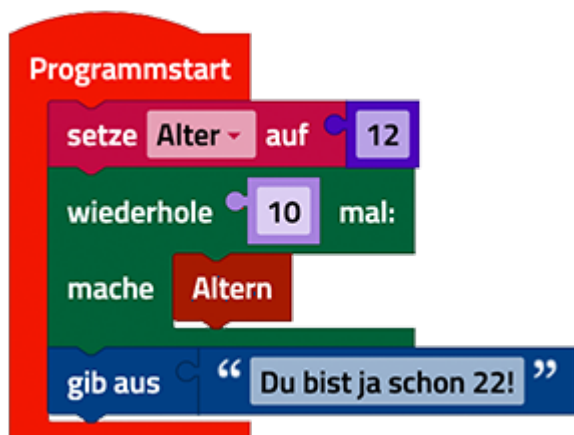 Programmstart
setze Alter auf 12
wiederhole 10 mal:
mache Altern
gib aus “ Du bist ja schon 22! ”